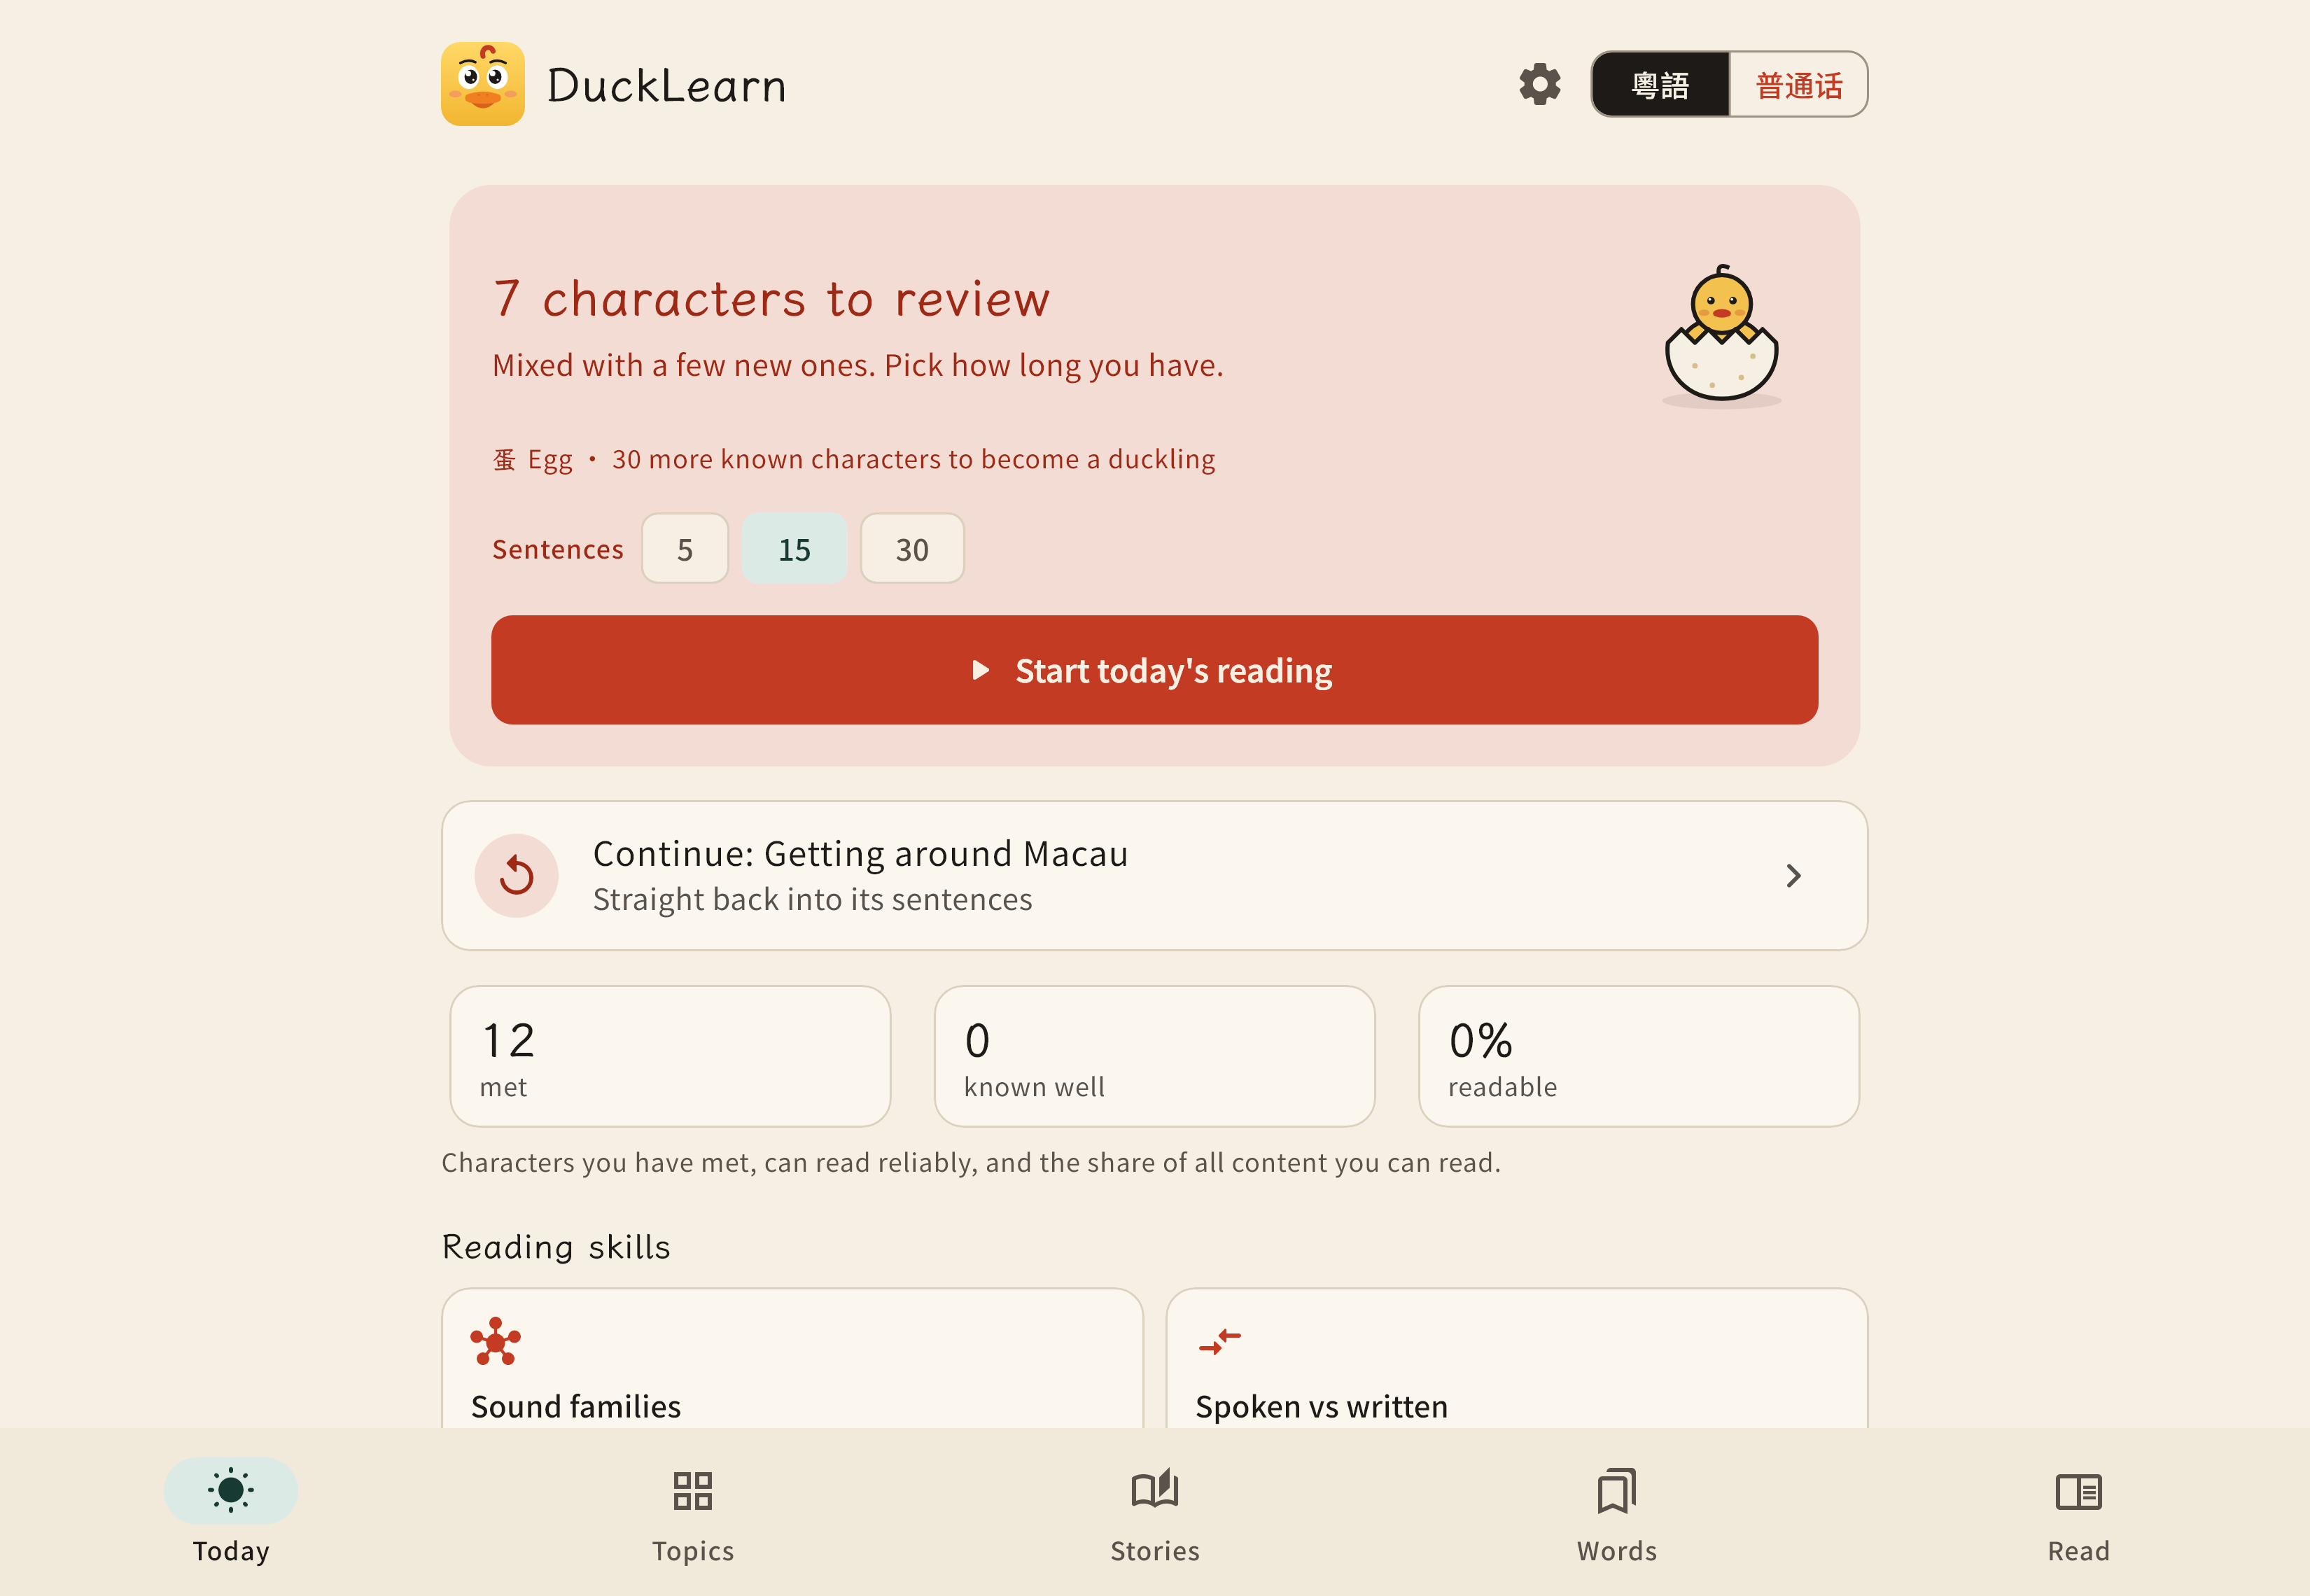 DuckLearn
粵語
普通话
7 characters to review
Mixed with a few new ones. Pick how long you have.
蛋 Egg · 30 more known characters to become a duckling
Sentences 5 15 30
Start today's reading
Continue: Getting around Macau
Straight back into its sentences
12
met
0
known well
0%
readable
Characters you have met, can read reliably, and the share of all content you can read.
Reading skills
Sound families
Spoken vs written
Today
Topics
Stories
Words
Read